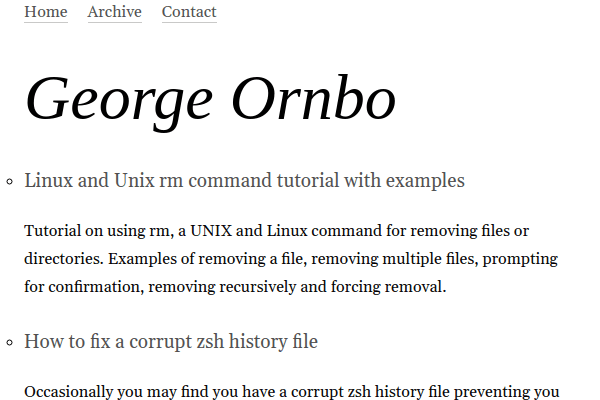 Home Archive Contact
George Ornbo
Linux and Unix rm command tutorial with examples
Tutorial on using rm, a UNIX and Linux command for removing files or
directories. Examples of removing a file, removing multiple files, prompting
for confirmation, removing recursively and forcing removal.
How to fix a corrupt zsh history file
Occasionally you may find you have a corrupt zsh history file preventing you